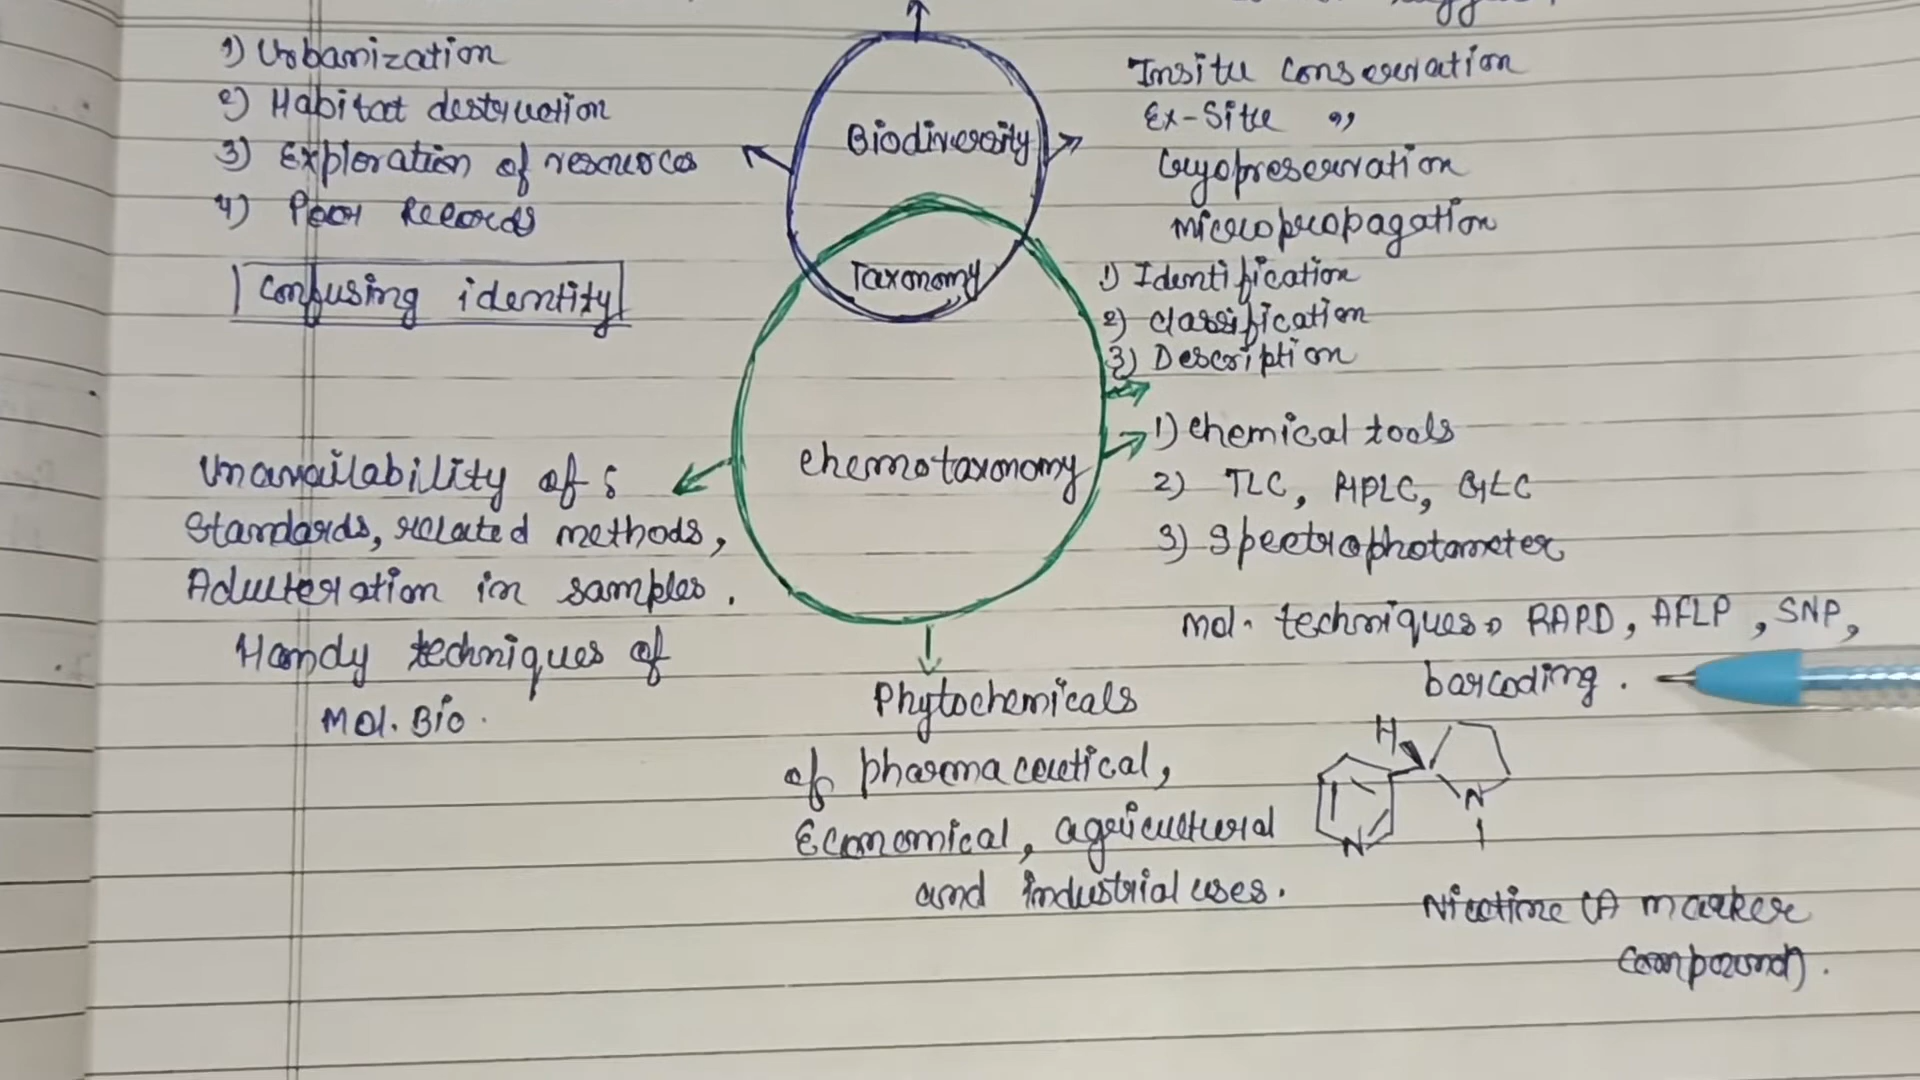 1) Urbanization
2) Habitat destruction
3) Exploration of resources
4) Poor Records
Confusing identity
Biodiversity
Taxonomy
Insitu conservation
Ex-Situ ,,
Cryopreservation
micropropagation
1) Identification
2) classification
3) Description
Unavailability of :
Standards, related methods,
Adulteration in samples.
Handy techniques of
Mol. Bio.
chemotaxonomy
1) chemical tools
2) TLC, HPLC, GLC
3) Spectrophotometer
mol. techniques, RAPD, AFLP, SNP,
barcoding.
Phytochemicals
of pharmaceutical,
Economical, agricultural
and industrial uses.
H
N
N
Nicotine (A marker
compound).